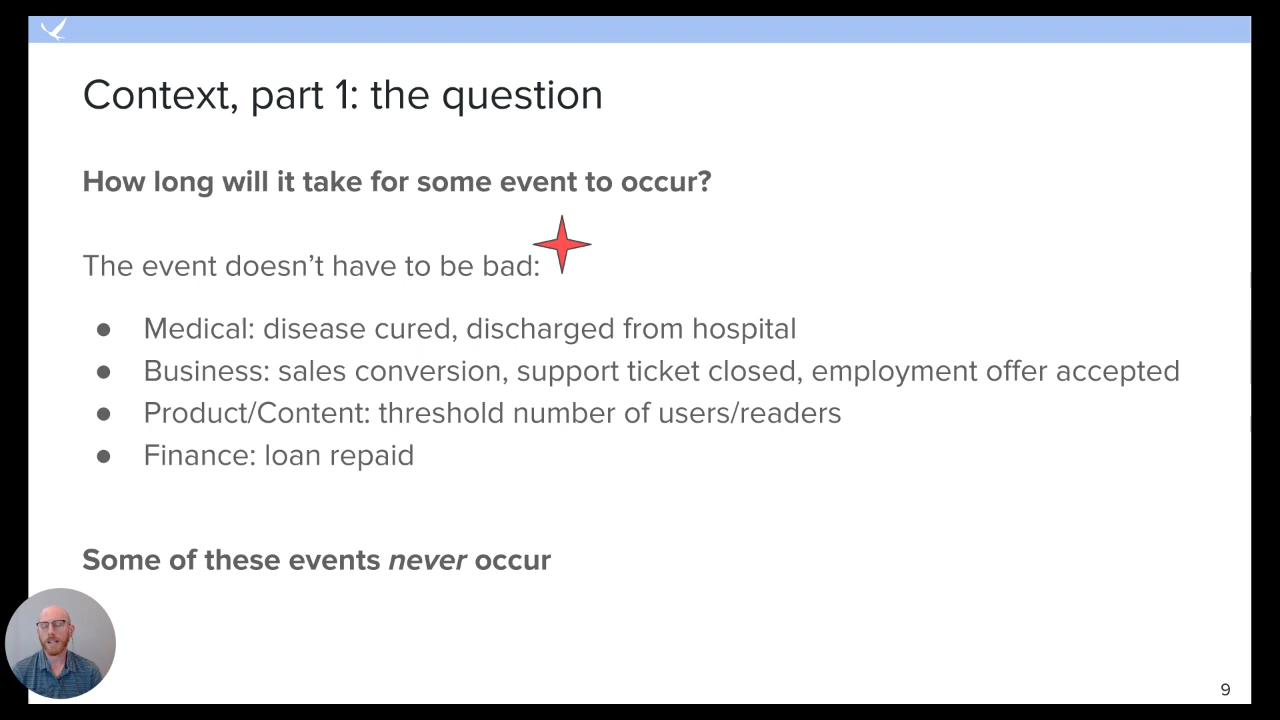 Context, part 1: the question
How long will it take for some event to occur?
The event doesn’t have to be bad:
● Medical: disease cured, discharged from hospital
● Business: sales conversion, support ticket closed, employment offer accepted
● Product/Content: threshold number of users/readers
● Finance: loan repaid
Some of these events never occur
9